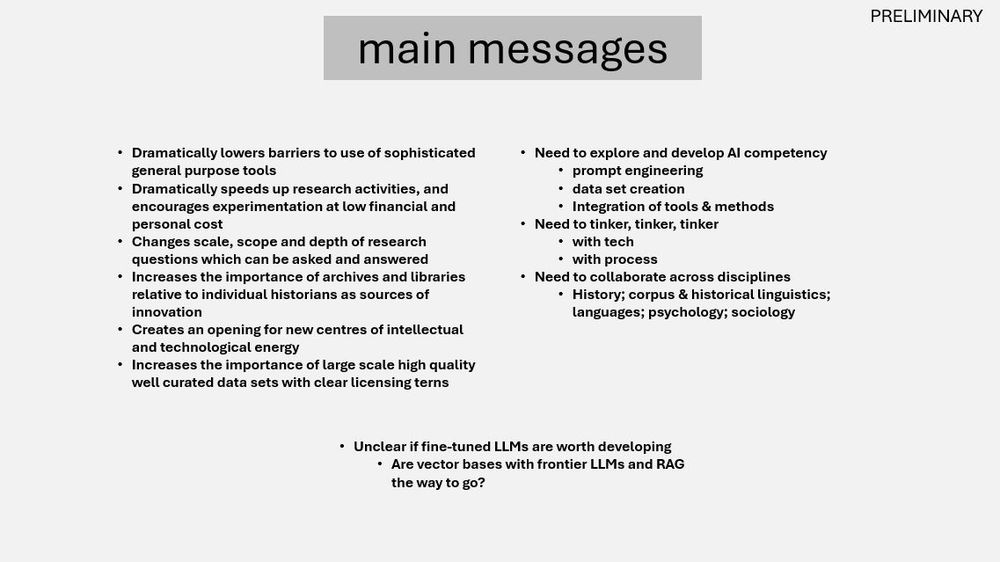 PRELIMINARY
main messages
• Dramatically lowers barriers to use of sophisticated
general purpose tools
• Dramatically speeds up research activities, and
encourages experimentation at low financial and
personal cost
• Changes scale, scope and depth of research
questions which can be asked and answered
• Increases the importance of archives and libraries
relative to individual historians as sources of
innovation
• Creates an opening for new centres of intellectual
and technological energy
• Increases the importance of large scale high quality
well curated data sets with clear licensing terns
• Need to explore and develop AI competency
• prompt engineering
• data set creation
• Integration of tools & methods
• Need to tinker, tinker, tinker
• with tech
• with process
• Need to collaborate across disciplines
• History; corpus & historical linguistics;
languages; psychology; sociology
• Unclear if fine-tuned LLMs are worth developing
• Are vector bases with frontier LLMs and RAG
the way to go?